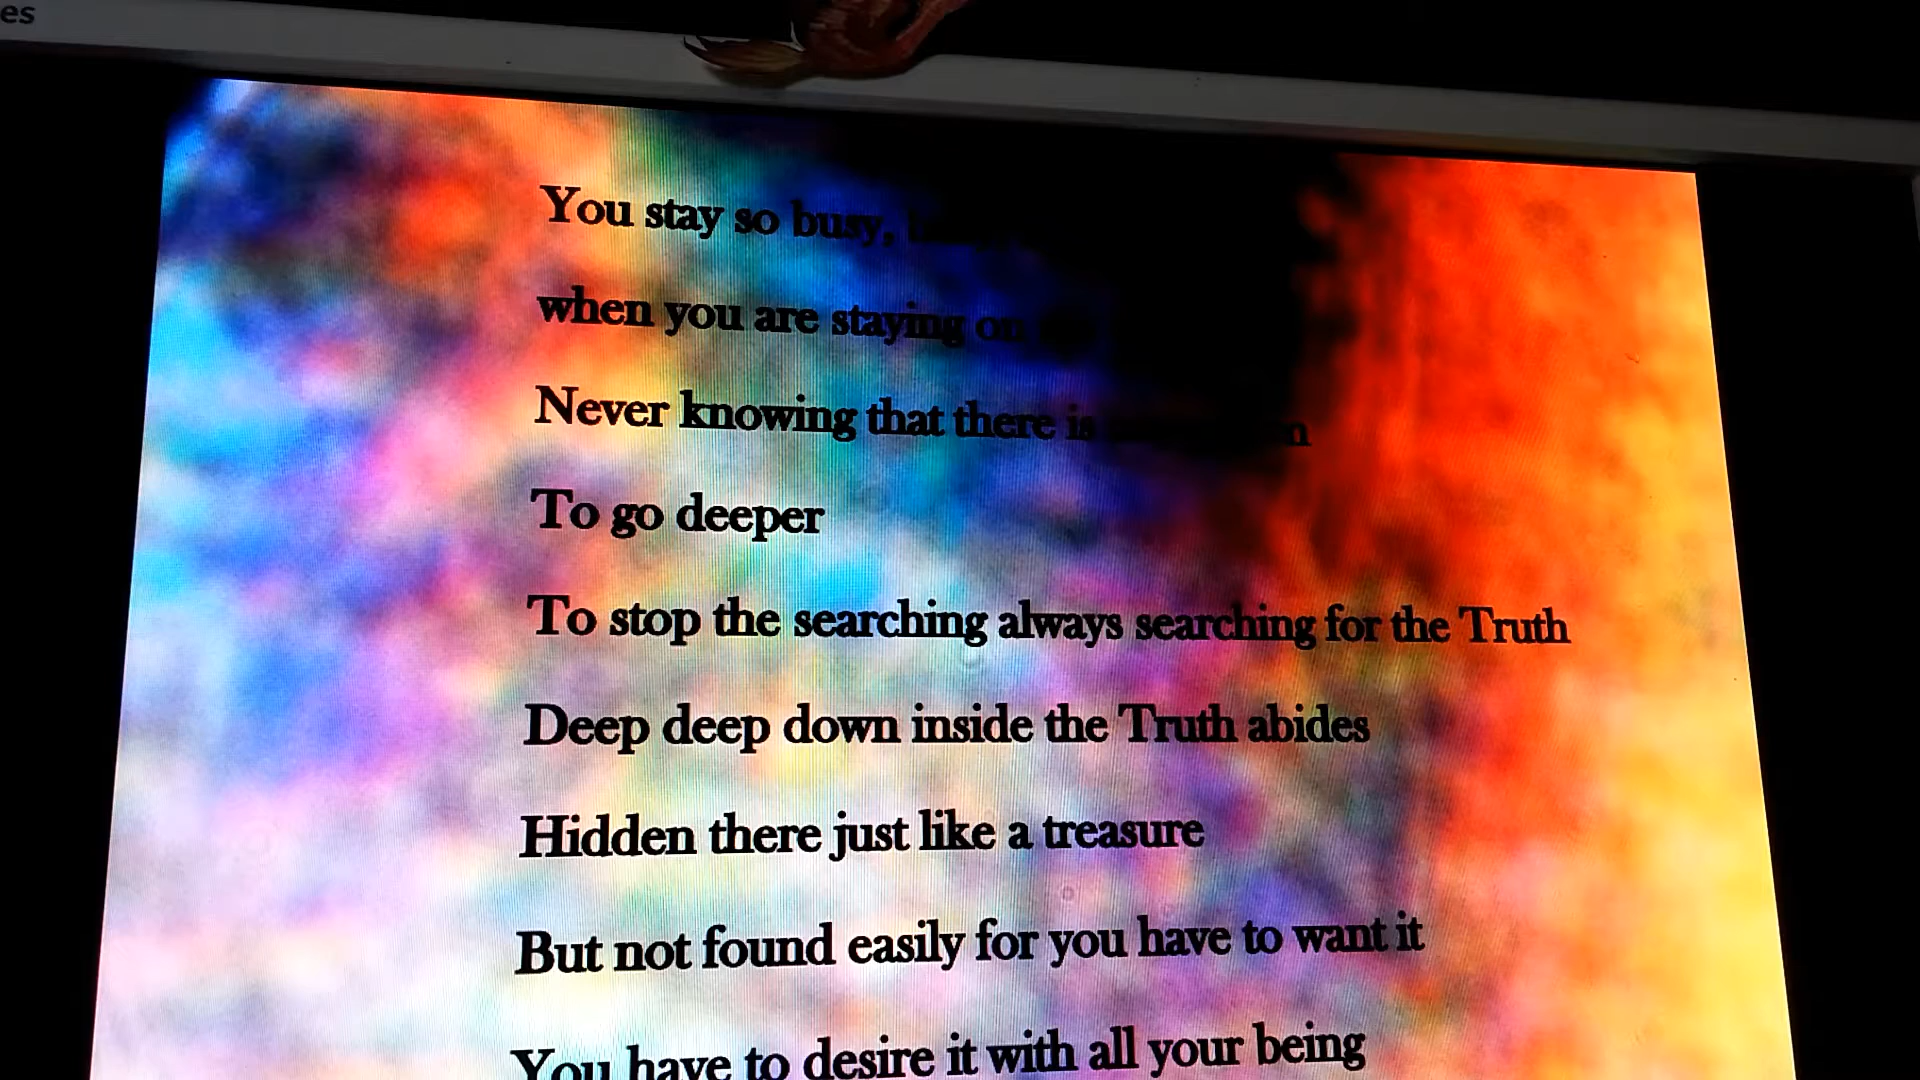 es
You stay so busy,
when you are staying on
Never knowing that there is
To go deeper
To stop the searching always searching for the Truth
Deep deep down inside the Truth abides
Hidden there just like a treasure
But not found easily for you have to want it
You have to desire it with all your being